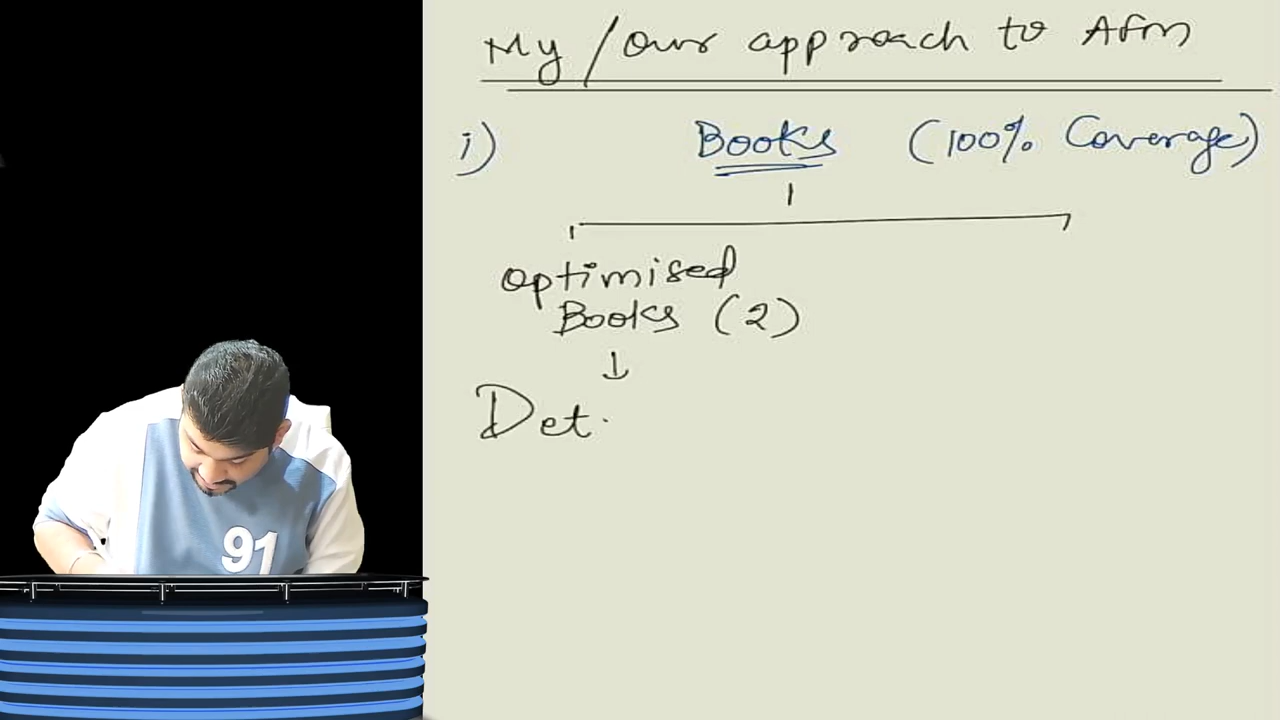 My / our approach to AFM
i) Books (100% Coverage)
optimised
Books (2)
Det.
91